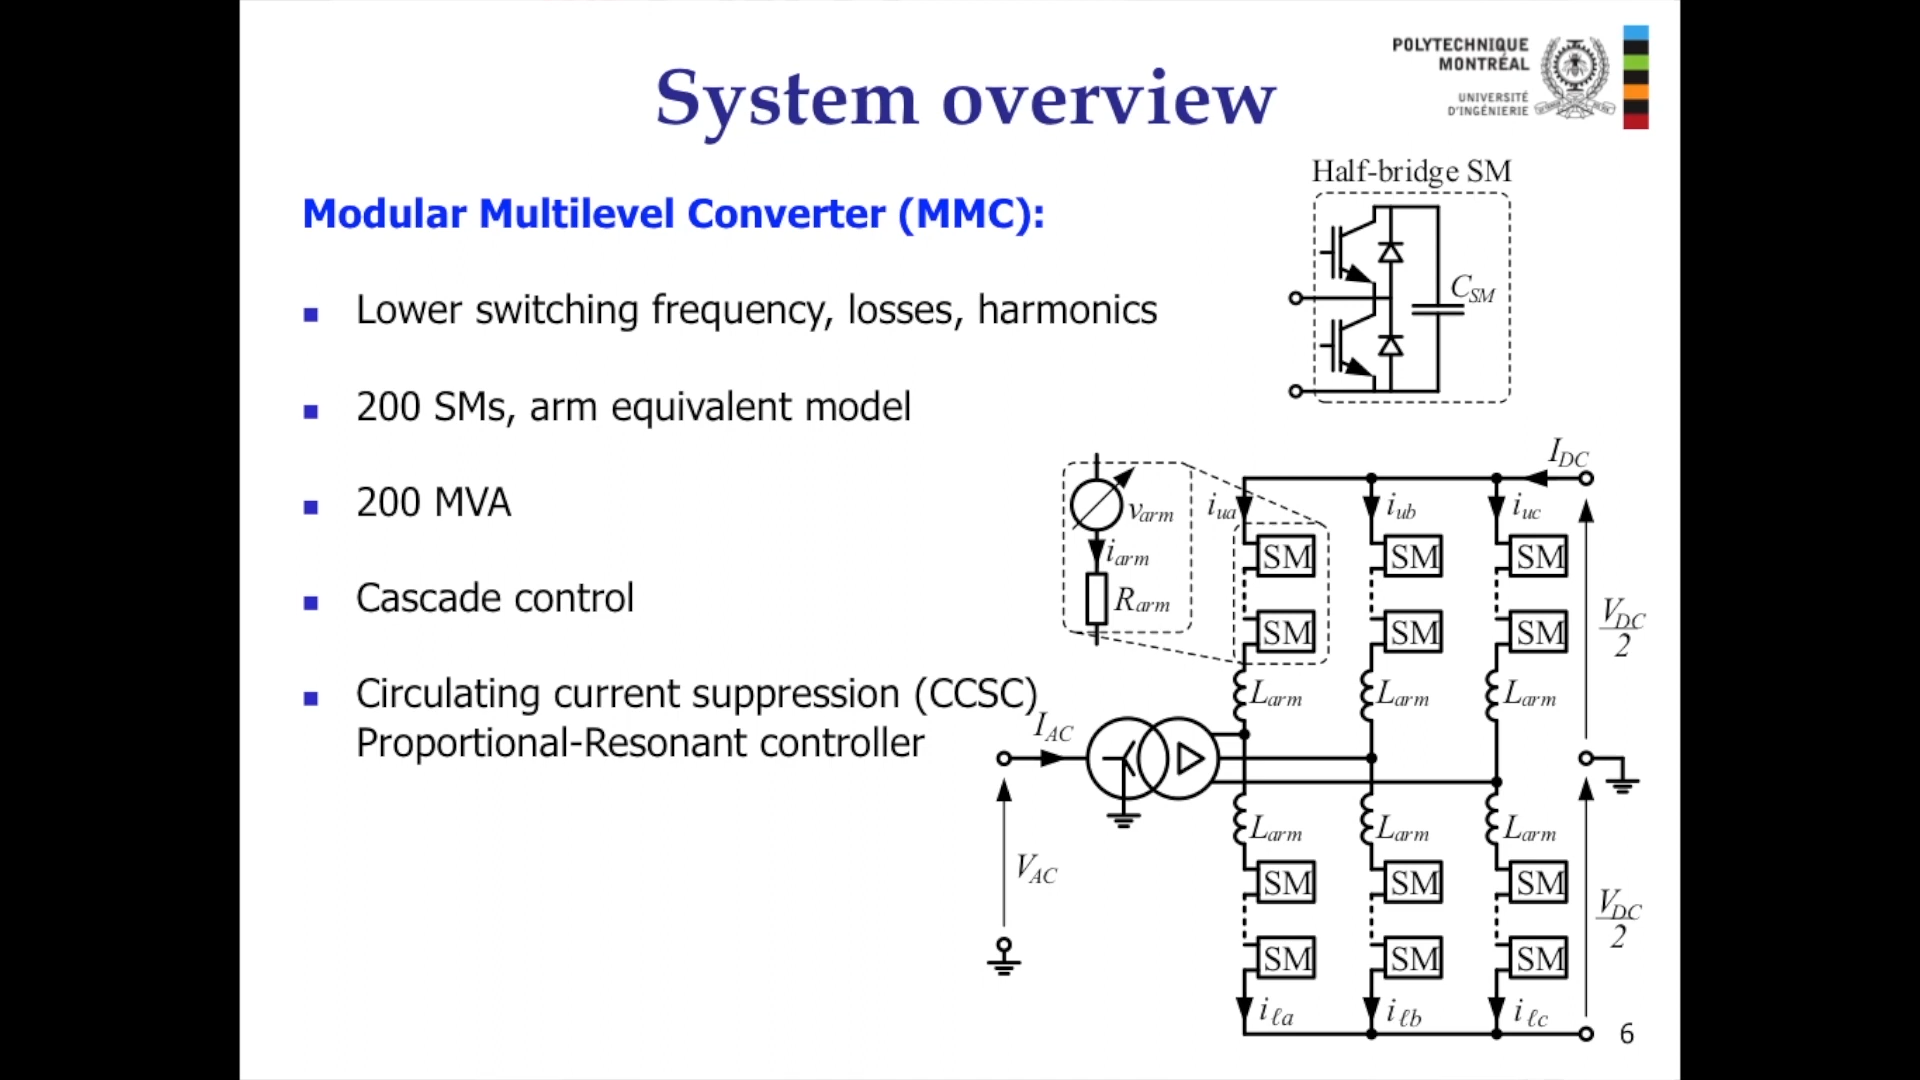 System overview
POLYTECHNIQUE
MONTRÉAL
UNIVERSITÉ
D'INGÉNIERIE
Modular Multilevel Converter (MMC):
Lower switching frequency, losses, harmonics
200 SMs, arm equivalent model
200 MVA
Cascade control
Circulating current suppression (CCSC)
Proportional-Resonant controller
Half-bridge SM
CSM
IDC
varm
iua
iub
iuc
iarm
Rarm
SM SM SM
SM SM SM
VDC
2
Larm Larm Larm
IAC
Larm Larm Larm
VAC
SM SM SM
VDC
2
SM SM SM
iℓa
iℓb
iℓc
6